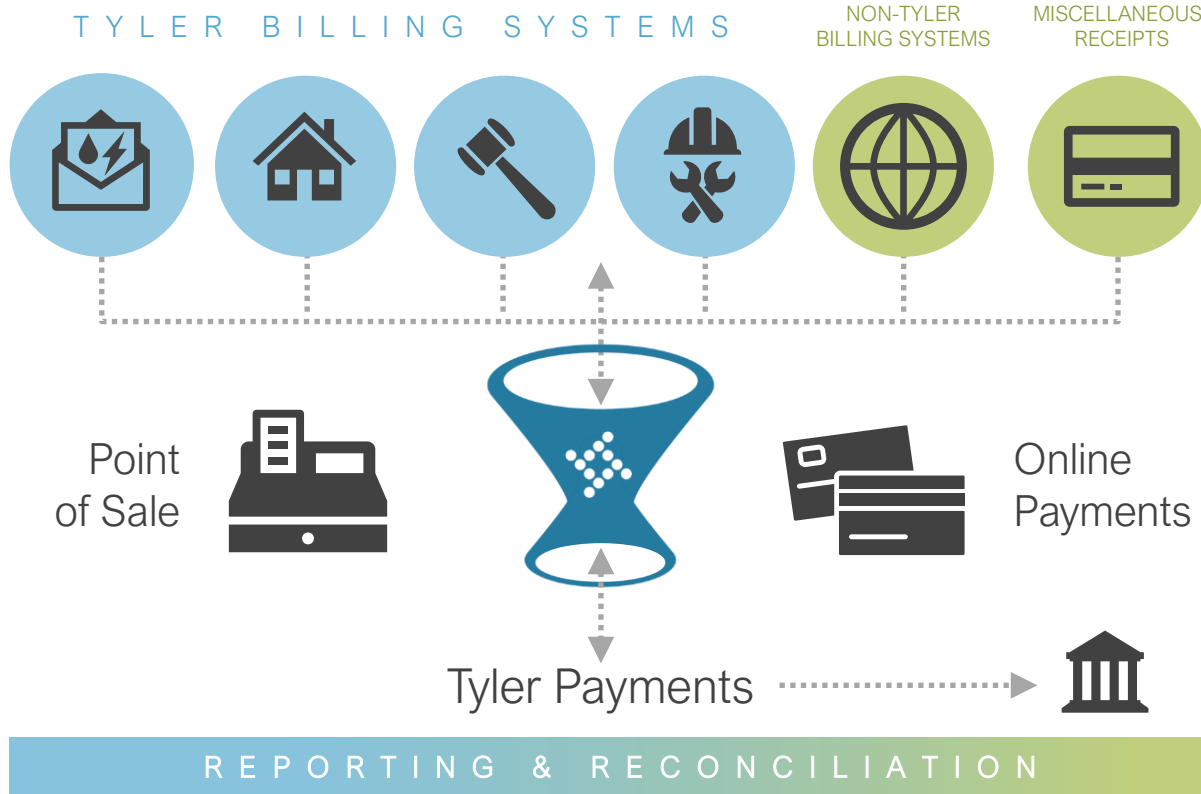 TYLER BILLING SYSTEMS
NON-TYLER
BILLING SYSTEMS
MISCELLANEOUS
RECEIPTS
Point
of Sale
Online
Payments
Tyler Payments
REPORTING & RECONCILIATION